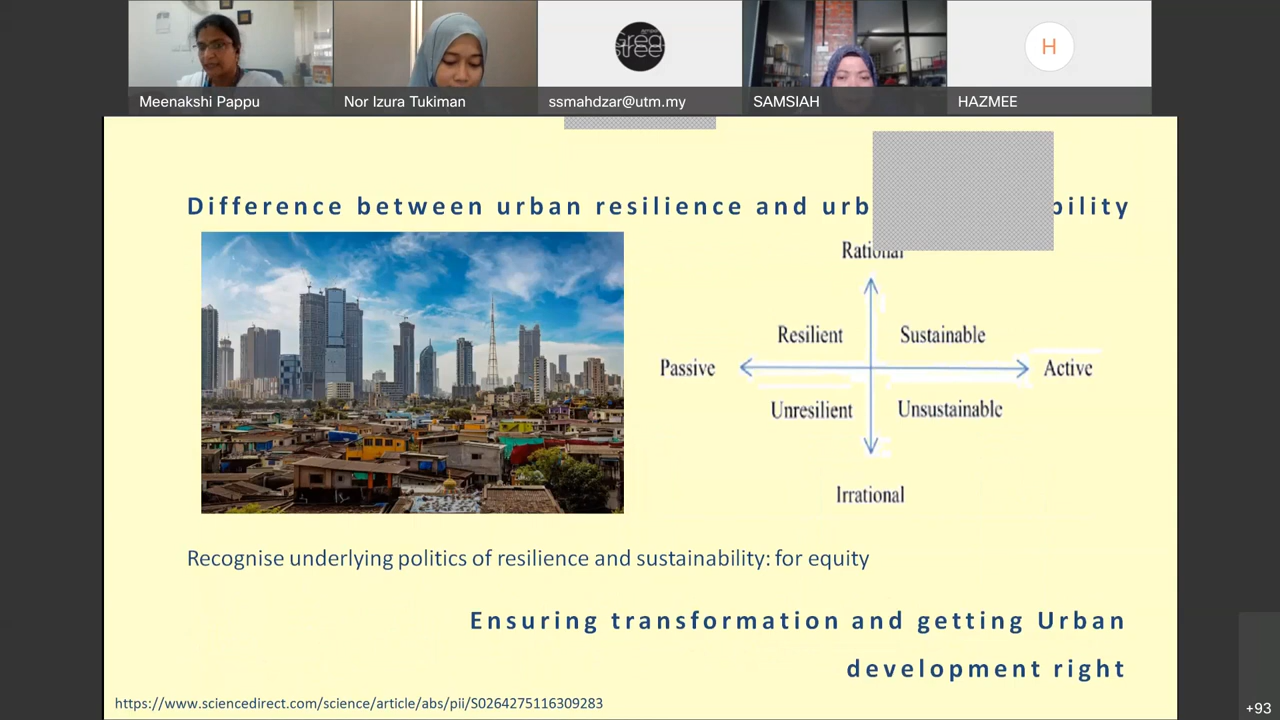 Meenakshi Pappu
Nor Izura Tukiman
ssmahdzar@utm.my
SAMSIAH
H
HAZMEE
Difference between urban resilience and urb bility
Rational
Resilient Sustainable
Passive Active
Unresilient Unsustainable
Irrational
Recognise underlying politics of resilience and sustainability: for equity
Ensuring transformation and getting Urban
development right
https://www.sciencedirect.com/science/article/abs/pii/S0264275116309283
+93